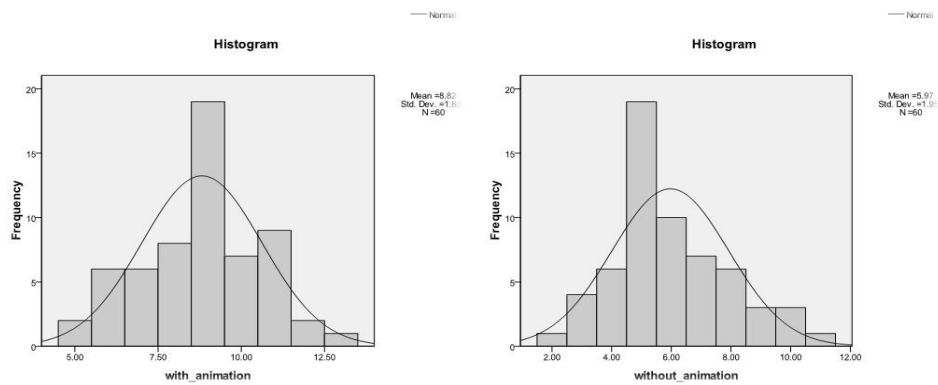 Normal
Histogram
Mean =8.82
Std. Dev. =1.80
N =60
20
15
10
5
0
Frequency
5.00 7.50 10.00 12.50
with_animation
Normal
Histogram
Mean =5.97
Std. Dev. =1.95
N =60
20
15
10
5
0
Frequency
2.00 4.00 6.00 8.00 10.00 12.00
without_animation